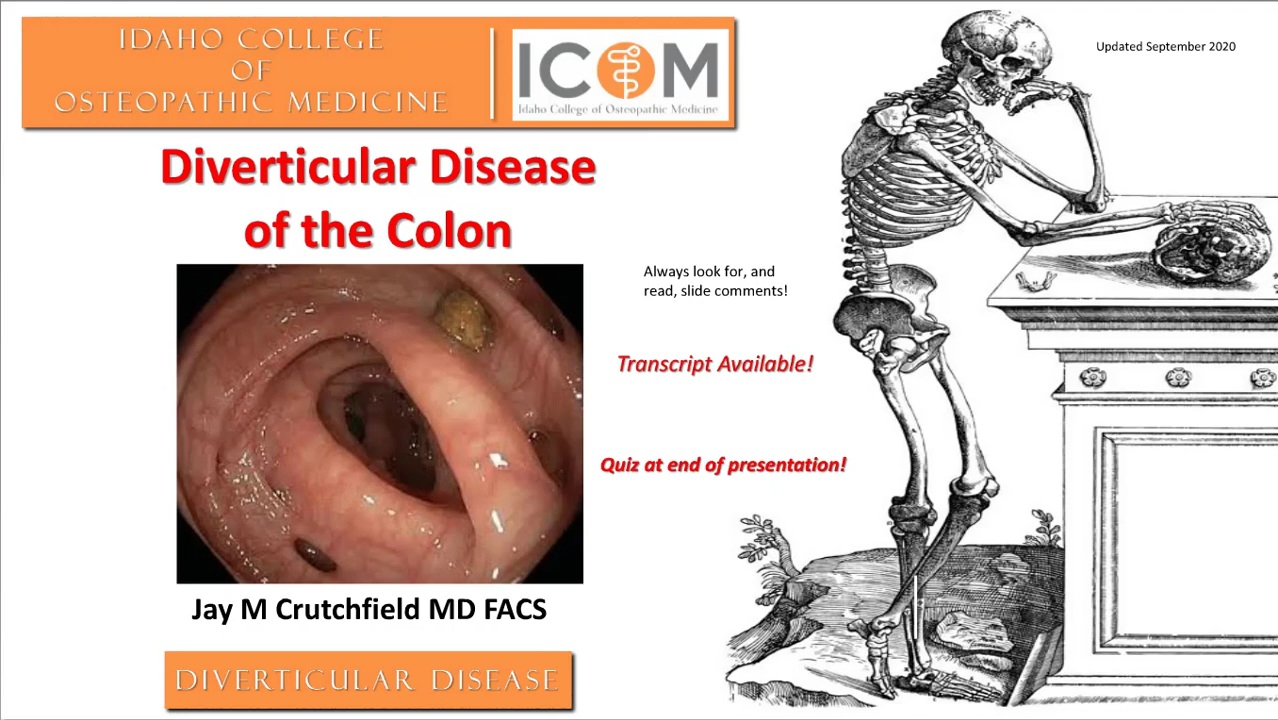 IDAHO COLLEGE
OF
OSTEOPATHIC MEDICINE
ICOM
Idaho College of Osteopathic Medicine
Updated September 2020
Diverticular Disease
of the Colon
Always look for, and
read, slide comments!
Transcript Available!
Quiz at end of presentation!
Jay M Crutchfield MD FACS
DIVERTICULAR DISEASE